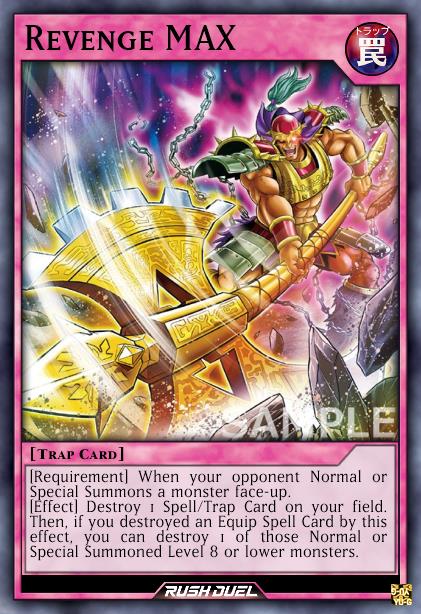 Revenge MAX
トラップ
罠
SAMPLE
[Trap Card]
[Requirement] When your opponent Normal or
Special Summons a monster face-up.
[Effect] Destroy 1 Spell/Trap Card on your field.
Then, if you destroyed an Equip Spell Card by this
effect, you can destroy 1 of those Normal or
Special Summoned Level 8 or lower monsters.
RUSH DUEL